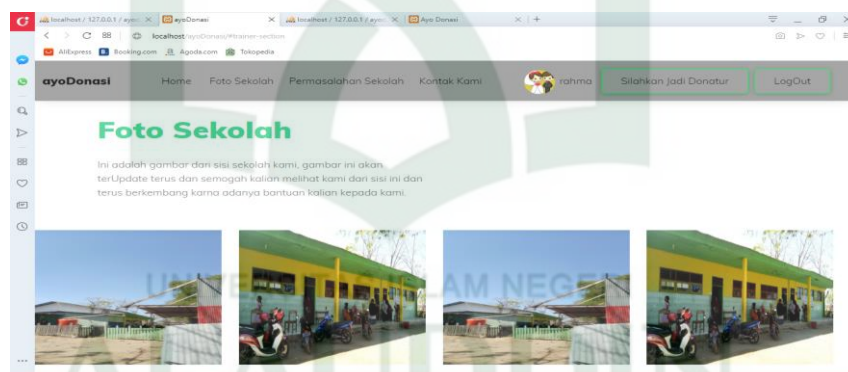 localhost / 127.0.0.1 / ayo
ayoDonasi
localhost / 127.0.0.1 / ayo
Ayo Donasi
localhost/ayoDonasi/#trainer-section
AliExpress
Booking.com
Agoda.com
Tokopedia
ayoDonasi
Home
Foto Sekolah
Permasalahan Sekolah
Kontak Kami
rahma
Silahkan Jadi Donatur
LogOut
Foto Sekolah
Ini adalah gambar dari sisi sekolah kami, gambar ini akan
terUpdate terus dan semogah kalian melihat kami dari sisi ini dan
terus berkembang karna adanya bantuan kalian kepada kami.
UNIVERSITAS ISLAM NEGERI